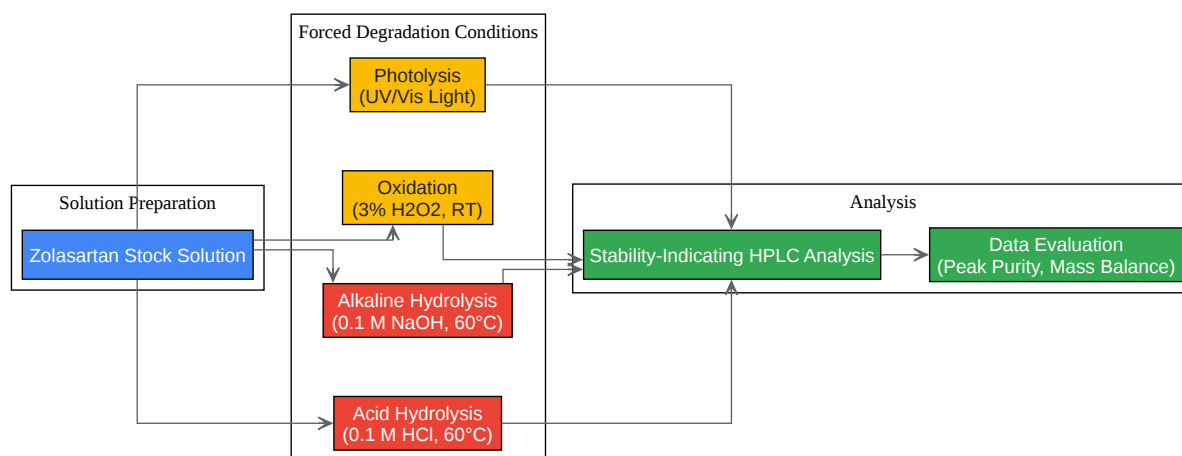 Forced Degradation Conditions
Photolysis
(UV/Vis Light)
Oxidation
(3% H2O2, RT)
Solution Preparation
Analysis
Zolasartan Stock Solution
Stability-Indicating HPLC Analysis
Data Evaluation
(Peak Purity, Mass Balance)
Alkaline Hydrolysis
(0.1 M NaOH, 60°C)
Acid Hydrolysis
(0.1 M HCl, 60°C)